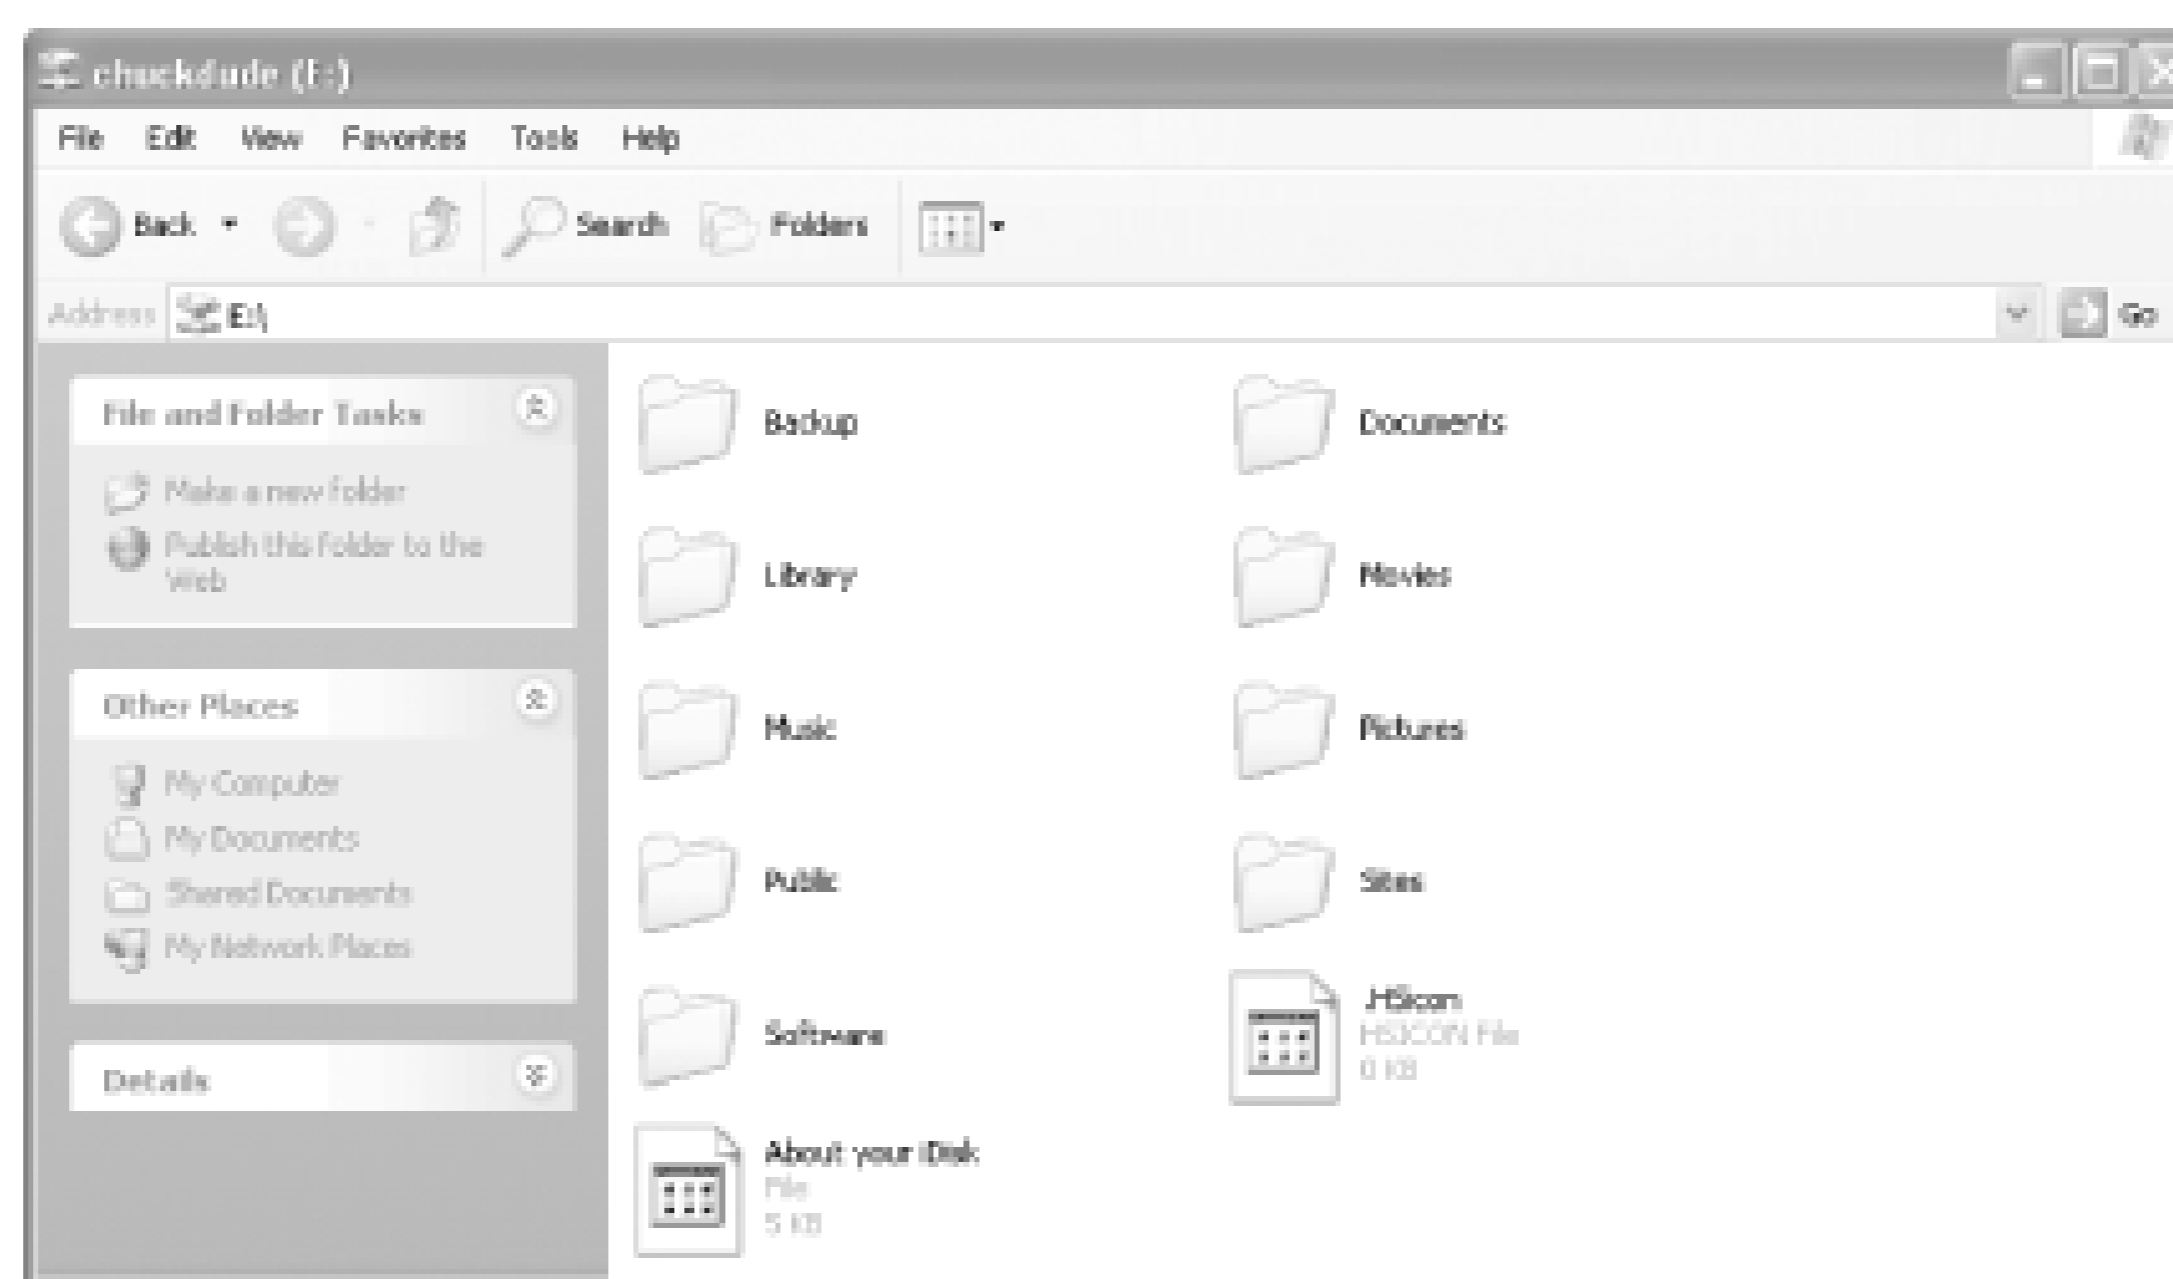 chuckdude (E:)
File Edit View Favorites Tools Help
Back Search Folders
Address E:\ Go
File and Folder Tasks
Make a new folder
Publish this folder to the
Web
Other Places
My Computer
My Documents
Shared Documents
My Network Places
Details
Backup Documents
Library Movies
Music Pictures
Public Sites
Software .HSicon
HSICON File
0 KB
About your iDisk
File
5 KB